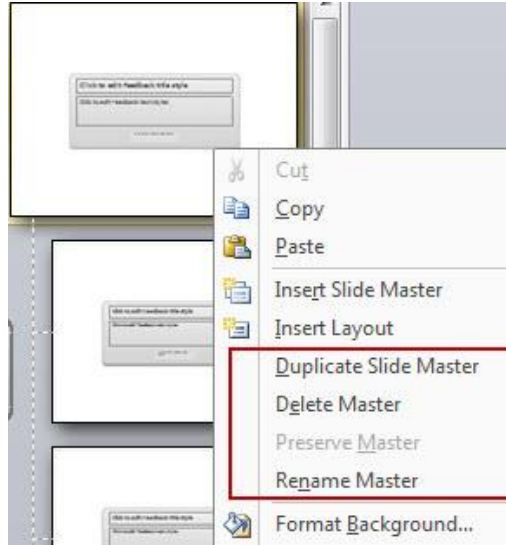 Click to edit Feedback title style
Click to edit Feedback text styles
Cut
Copy
Paste
Insert Slide Master
Insert Layout
Duplicate Slide Master
Delete Master
Preserve Master
Rename Master
Format Background...